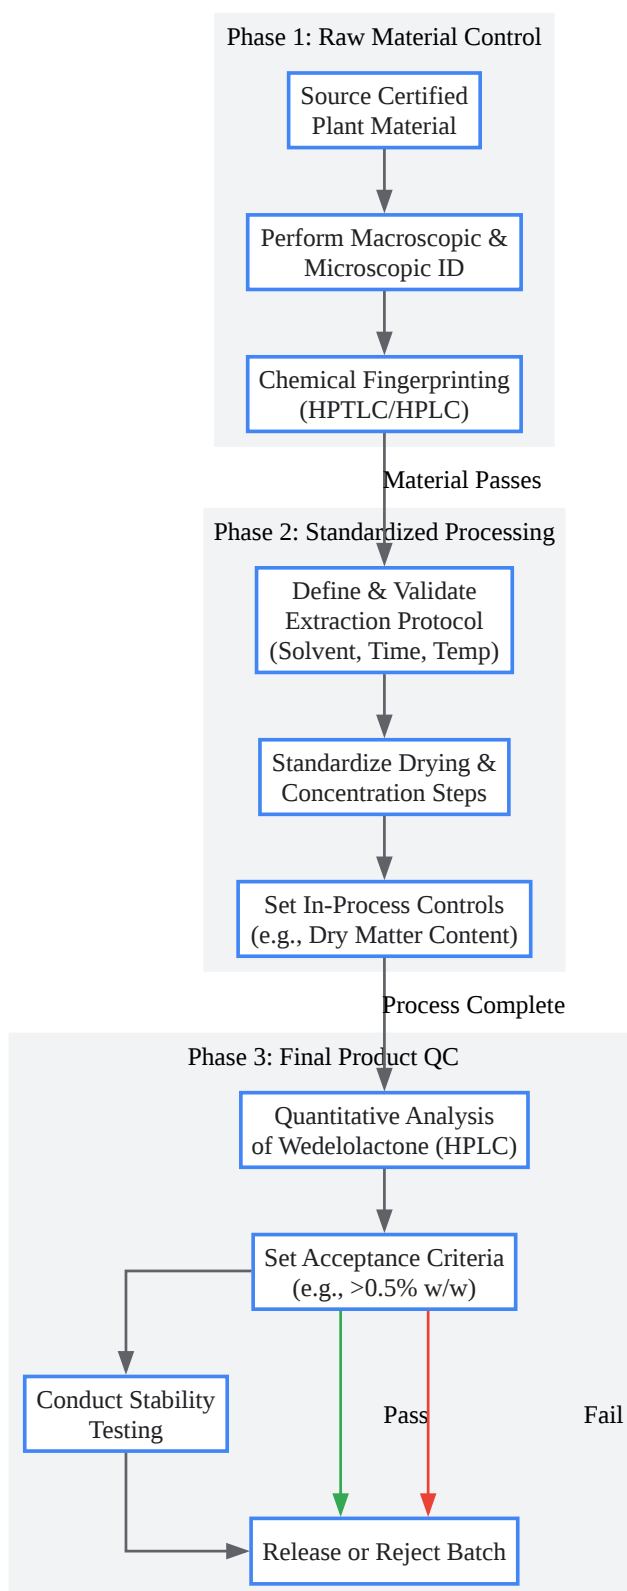 Phase 1: Raw Material Control
Source Certified
Plant Material
Perform Macroscopic &
Microscopic ID
Chemical Fingerprinting
(HPTLC/HPLC)
Material Passes
Phase 2: Standardized Processing
Define & Validate
Extraction Protocol
(Solvent, Time, Temp)
Standardize Drying &
Concentration Steps
Set In-Process Controls
(e.g., Dry Matter Content)
Process Complete
Phase 3: Final Product QC
Quantitative Analysis
of Wedelolactone (HPLC)
Set Acceptance Criteria
(e.g., >0.5% w/w)
Conduct Stability
Testing
Pass
Fail
Release or Reject Batch